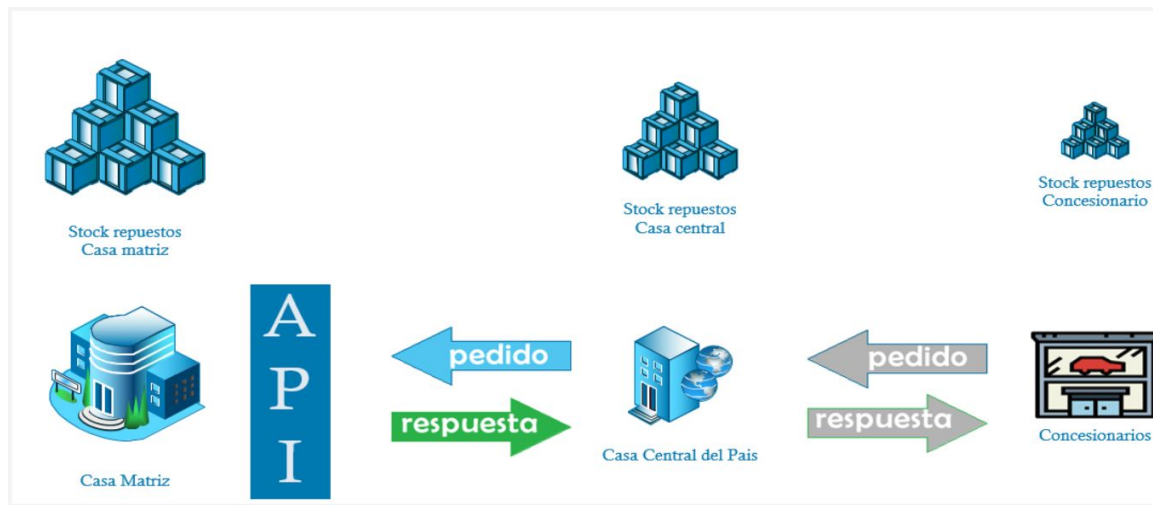 Stock repuestos
Casa matriz
Stock repuestos
Casa central
Stock repuestos
Concesionario
A
P
I
pedido
respuesta
pedido
respuesta
Casa Matriz
Casa Central del Pais
Concesionarios